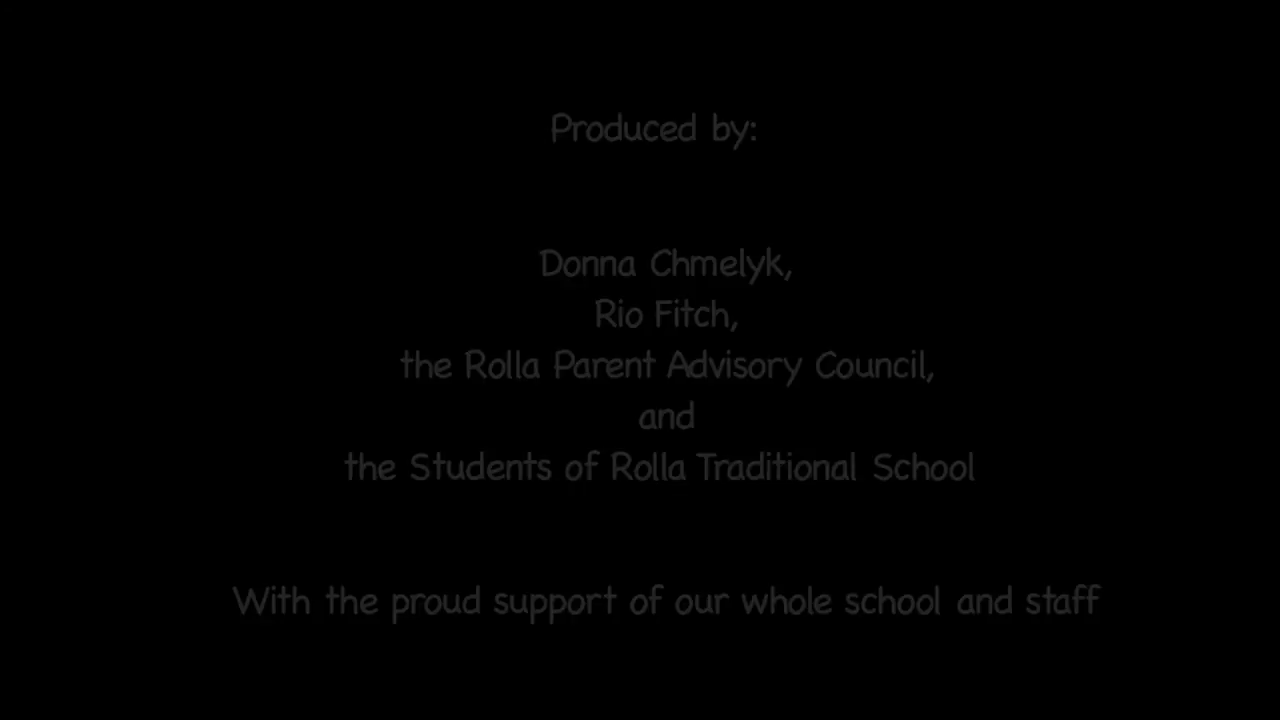 Produced by:
Donna Chmelyk,
Rio Fitch,
the Rolla Parent Advisory Council,
and
the Students of Rolla Traditional School
With the proud support of our whole school and staff